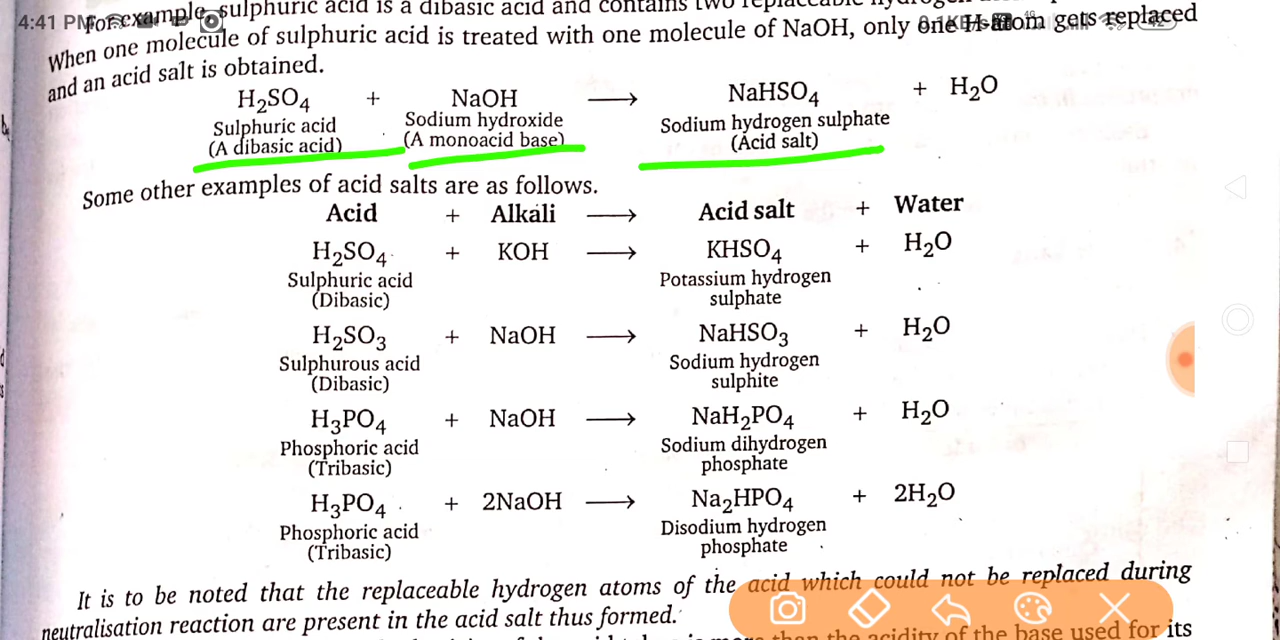 4:41 PM
For example, sulphuric acid is a dibasic acid and contains two replaceable
When one molecule of sulphuric acid is treated with one molecule of NaOH, only one H-atom gets replaced
and an acid salt is obtained.
H₂SO₄ + NaOH ⟶ NaHSO₄ + H₂O
Sulphuric acid Sodium hydroxide Sodium hydrogen sulphate
(A dibasic acid) (A monoacid base) (Acid salt)
Some other examples of acid salts are as follows.
Acid + Alkali ⟶ Acid salt + Water
H₂SO₄ + KOH ⟶ KHSO₄ + H₂O
Sulphuric acid Potassium hydrogen
(Dibasic) sulphate
H₂SO₃ + NaOH ⟶ NaHSO₃ + H₂O
Sulphurous acid Sodium hydrogen
(Dibasic) sulphite
H₃PO₄ + NaOH ⟶ NaH₂PO₄ + H₂O
Phosphoric acid Sodium dihydrogen
(Tribasic) phosphate
H₃PO₄ + 2NaOH ⟶ Na₂HPO₄ + 2H₂O
Phosphoric acid Disodium hydrogen
(Tribasic) phosphate
It is to be noted that the replaceable hydrogen atoms of the acid which could not be replaced during
neutralisation reaction are present in the acid salt thus formed.
than the acidity of the base used for its